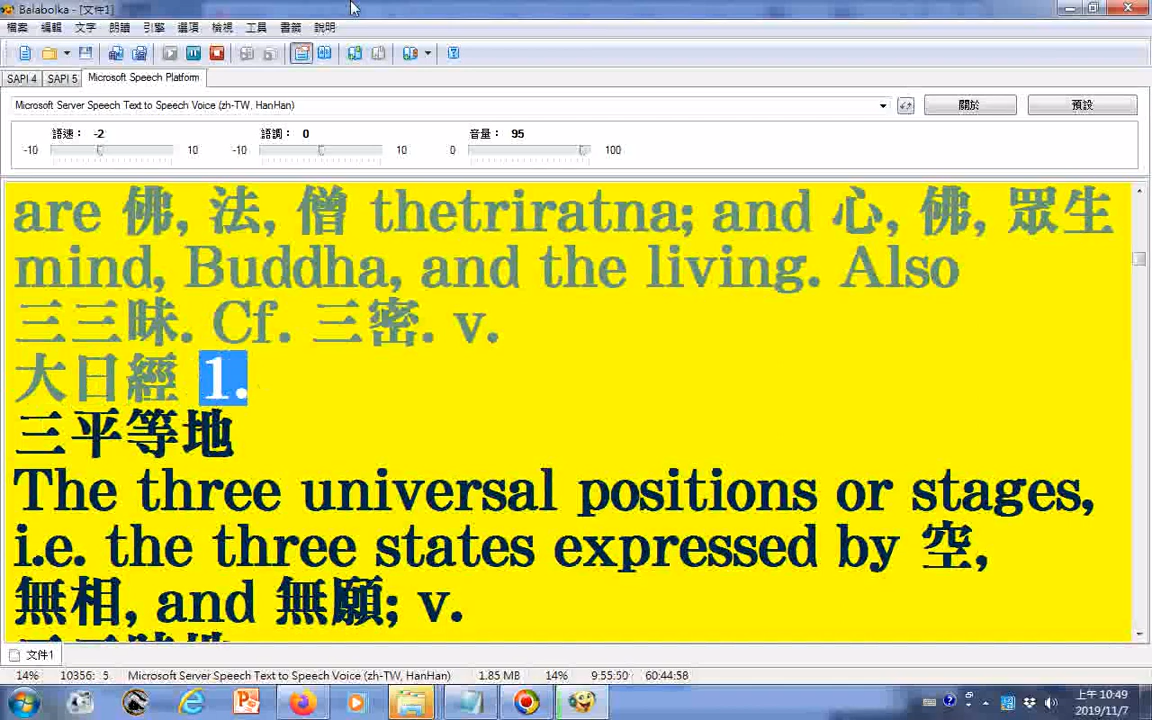 Balabolka - [文件1]
檔案 編輯 文字 朗讀 引擎 選項 檢視 工具 書籤 說明
SAPI 4 SAPI 5 Microsoft Speech Platform
Microsoft Server Speech Text to Speech Voice (zh-TW, HanHan) 關於 預設
語速： -2 語調： 0 音量： 95
-10 10 -10 10 0 100
are 佛, 法, 僧 thetriratna; and 心, 佛, 眾生
mind, Buddha, and the living. Also
三三昧. Cf. 三密. v.
大日經 1.
三平等地
The three universal positions or stages,
i.e. the three states expressed by 空,
無相, and 無願; v.
文件1
14% 10356: 5 Microsoft Server Speech Text to Speech Voice (zh-TW, HanHan) 1.85 MB 14% 9:55:50 60:44:58
上午 10:49
2019/11/7